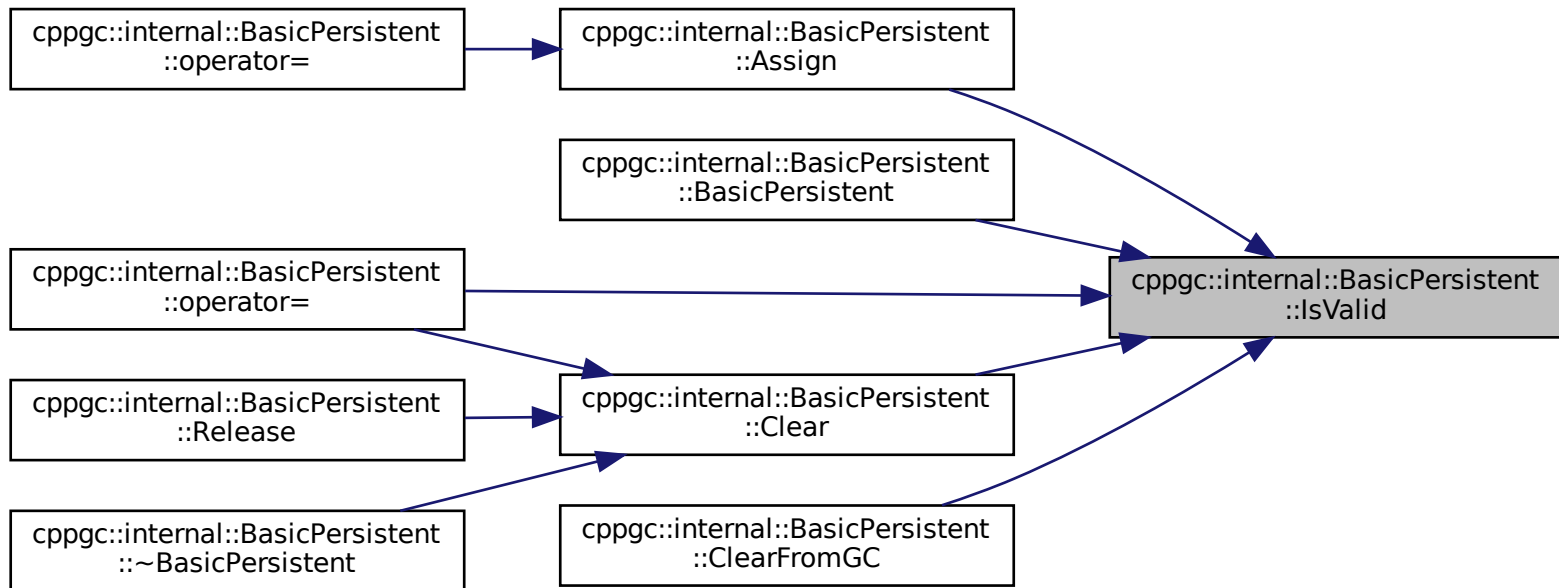 cppgc::internal::BasicPersistent
::operator=
cppgc::internal::BasicPersistent
::Assign
cppgc::internal::BasicPersistent
::BasicPersistent
cppgc::internal::BasicPersistent
::operator=
cppgc::internal::BasicPersistent
::IsValid
cppgc::internal::BasicPersistent
::Release
cppgc::internal::BasicPersistent
::Clear
cppgc::internal::BasicPersistent
::~BasicPersistent
cppgc::internal::BasicPersistent
::ClearFromGC